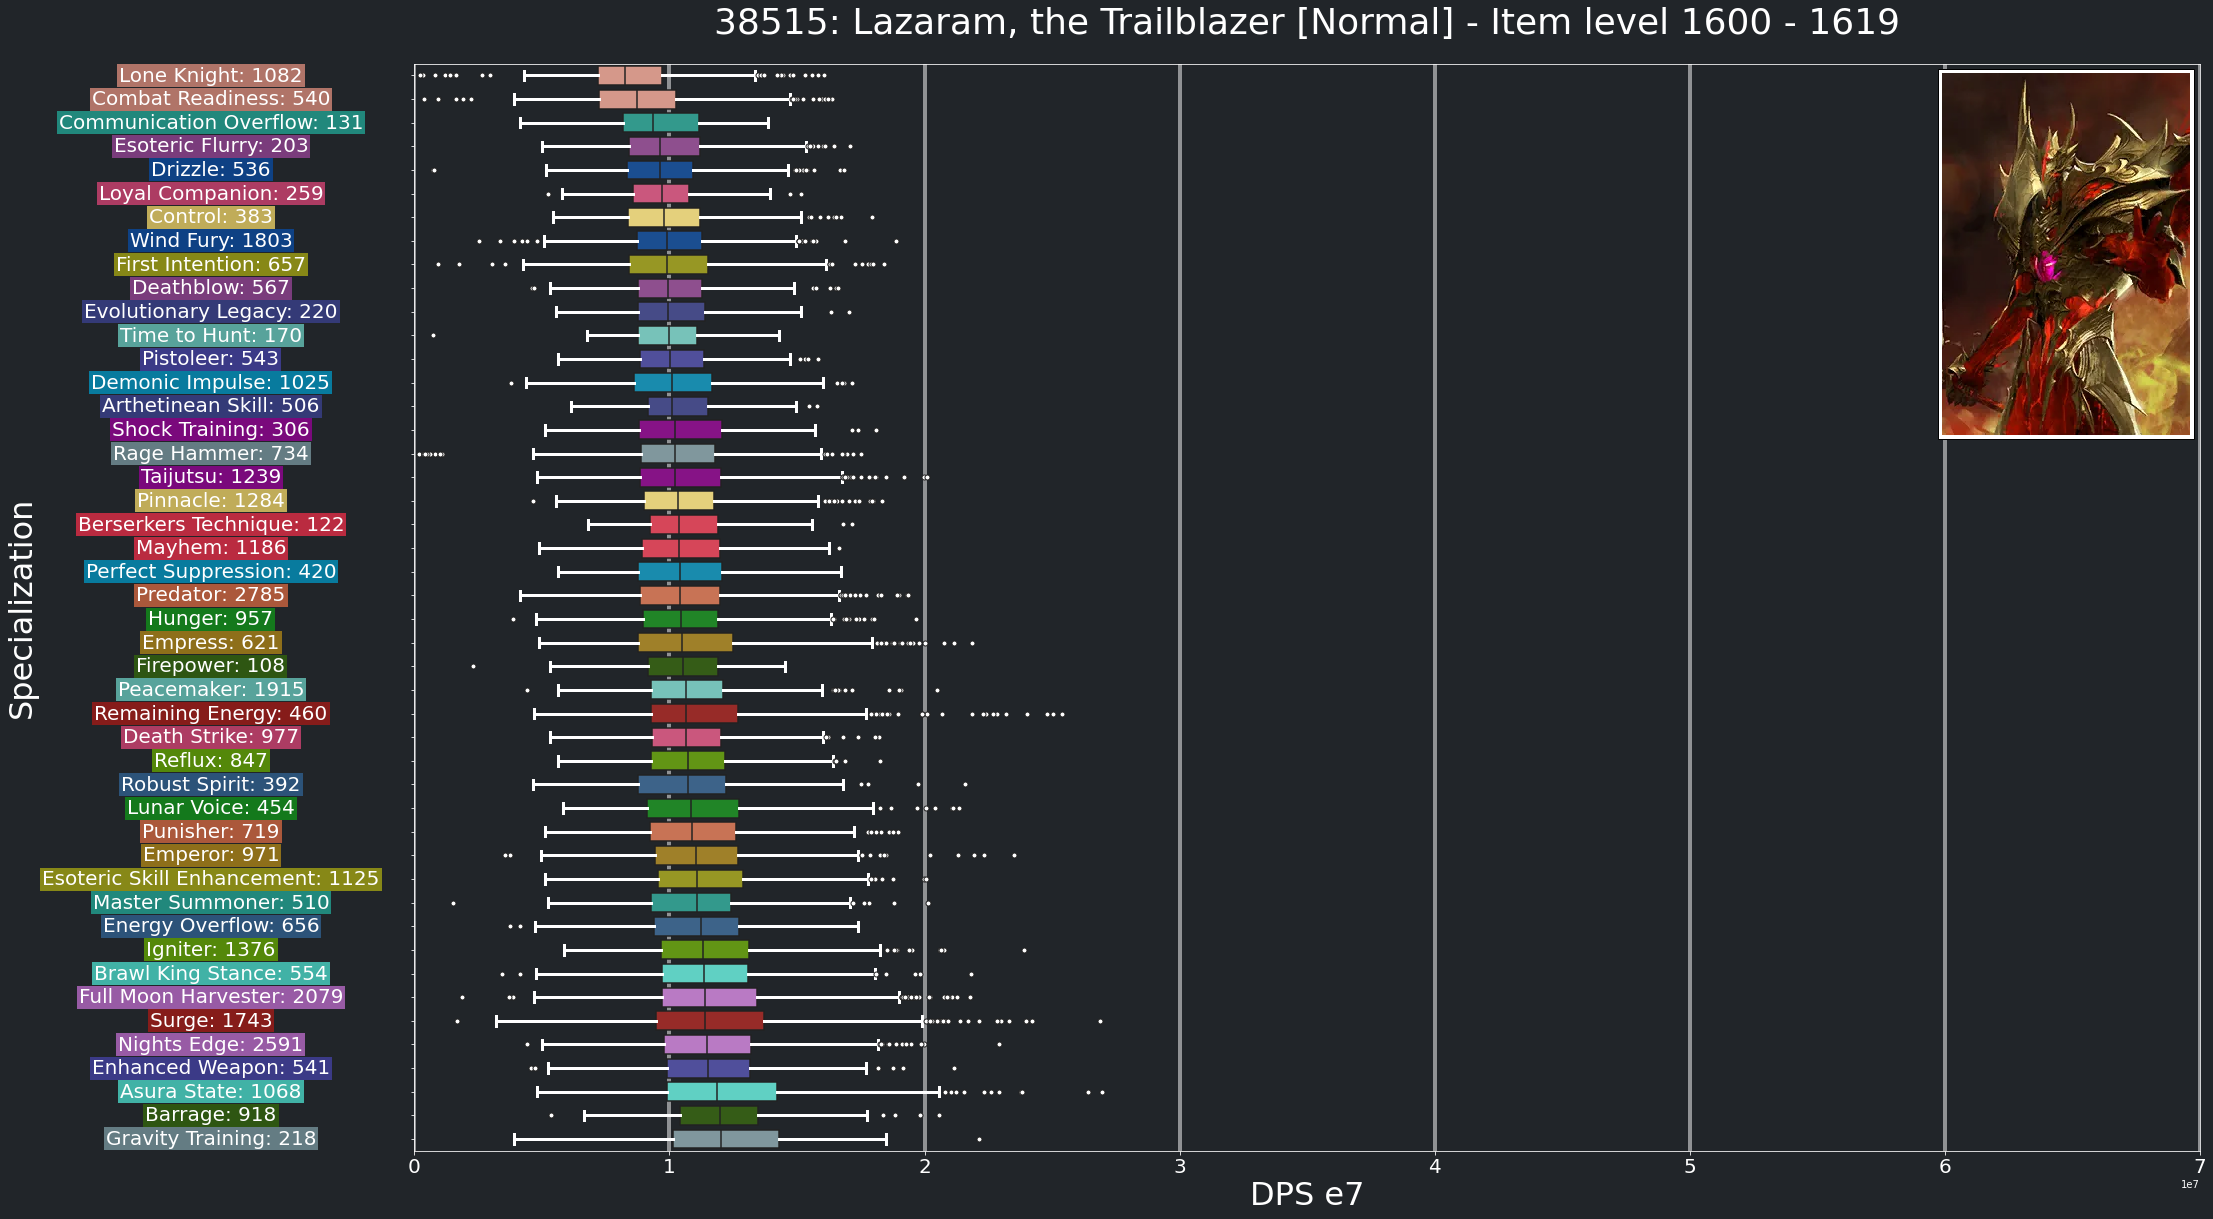 38515: Lazaram, the Trailblazer [Normal] - Item level 1600 - 1619
Specialization
Lone Knight: 1082
Combat Readiness: 540
Communication Overflow: 131
Esoteric Flurry: 203
Drizzle: 536
Loyal Companion: 259
Control: 383
Wind Fury: 1803
First Intention: 657
Deathblow: 567
Evolutionary Legacy: 220
Time to Hunt: 170
Pistoleer: 543
Demonic Impulse: 1025
Arthetinean Skill: 506
Shock Training: 306
Rage Hammer: 734
Taijutsu: 1239
Pinnacle: 1284
Berserkers Technique: 122
Mayhem: 1186
Perfect Suppression: 420
Predator: 2785
Hunger: 957
Empress: 621
Firepower: 108
Peacemaker: 1915
Remaining Energy: 460
Death Strike: 977
Reflux: 847
Robust Spirit: 392
Lunar Voice: 454
Punisher: 719
Emperor: 971
Esoteric Skill Enhancement: 1125
Master Summoner: 510
Energy Overflow: 656
Igniter: 1376
Brawl King Stance: 554
Full Moon Harvester: 2079
Surge: 1743
Nights Edge: 2591
Enhanced Weapon: 541
Asura State: 1068
Barrage: 918
Gravity Training: 218
0 1 2 3 4 5 6 7
1e7
DPS e7